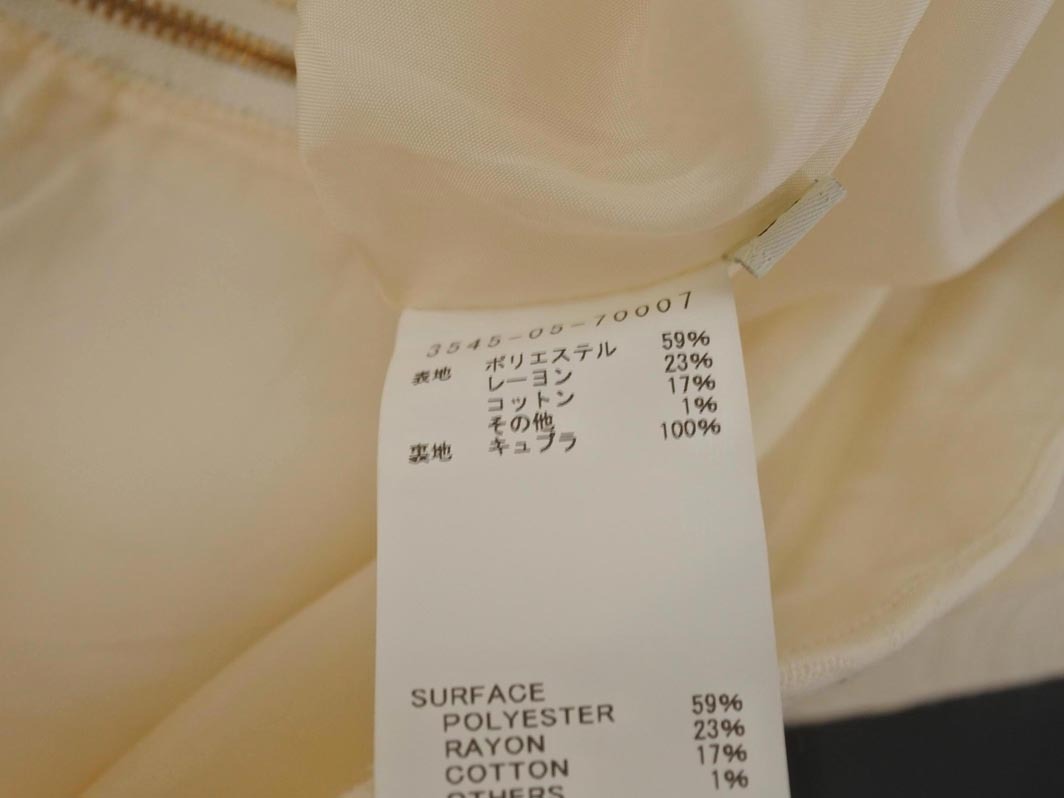 3545-05-70007
表地 ポリエステル 59%
レーヨン 23%
コットン 17%
その他 1%
裏地 キュプラ 100%
SURFACE
POLYESTER 59%
RAYON 23%
COTTON 17%
OTHERS 1%